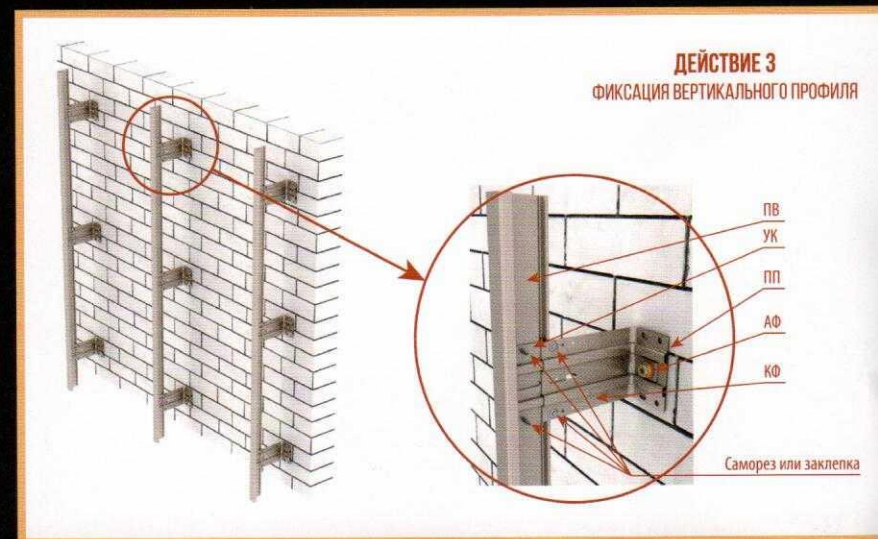 ДЕЙСТВИЕ 3
ФИКСАЦИЯ ВЕРТИКАЛЬНОГО ПРОФИЛЯ
ПВ
УК
ПП
АФ
КФ
Саморез или заклепка